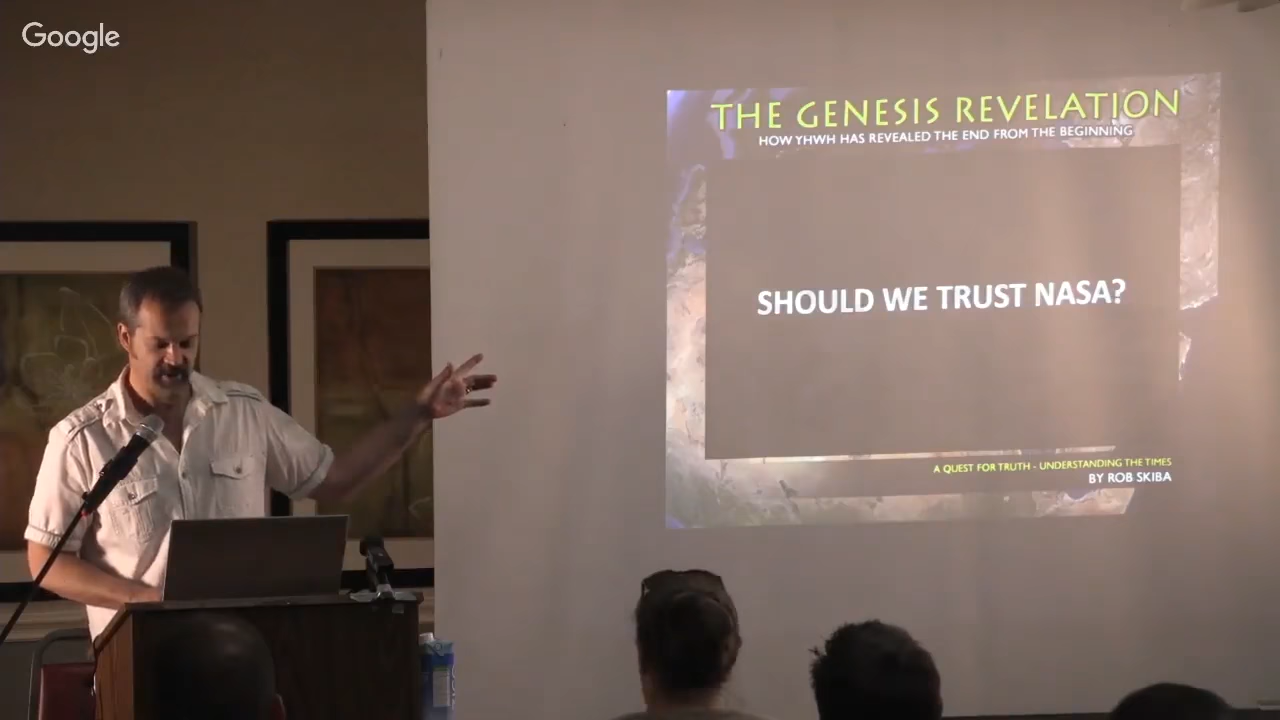 Google
THE GENESIS REVELATION
HOW YHWH HAS REVEALED THE END FROM THE BEGINNING
SHOULD WE TRUST NASA?
A QUEST FOR TRUTH - UNDERSTANDING THE TIMES
BY ROB SKIBA